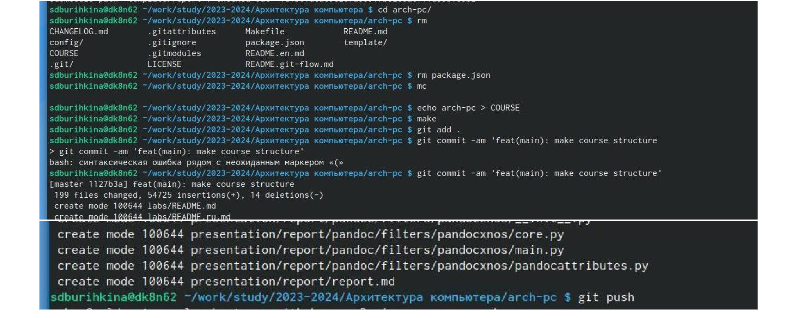 sdburihkina@dk8n62 ~/work/study/2023-2024/Архитектура компьютера $ cd arch-pc/
sdburihkina@dk8n62 ~/work/study/2023-2024/Архитектура компьютера/arch-pc $ rm
CHANGELOG.md .gitattributes Makefile README.md
config/ .gitignore package.json template/
COURSE .gitmodules README.en.md
.git/ LICENSE README.git-flow.md
sdburihkina@dk8n62 ~/work/study/2023-2024/Архитектура компьютера/arch-pc $ rm package.json
sdburihkina@dk8n62 ~/work/study/2023-2024/Архитектура компьютера/arch-pc $ mc
sdburihkina@dk8n62 ~/work/study/2023-2024/Архитектура компьютера/arch-pc $ echo arch-pc > COURSE
sdburihkina@dk8n62 ~/work/study/2023-2024/Архитектура компьютера/arch-pc $ make
sdburihkina@dk8n62 ~/work/study/2023-2024/Архитектура компьютера/arch-pc $ git add .
sdburihkina@dk8n62 ~/work/study/2023-2024/Архитектура компьютера/arch-pc $ git commit -am 'feat(main): make course structure
> git commit -am 'feat(main): make course structure'
bash: синтаксическая ошибка рядом с неожиданным маркером «(»
sdburihkina@dk8n62 ~/work/study/2023-2024/Архитектура компьютера/arch-pc $ git commit -am 'feat(main): make course structure'
[master 1127b3a] feat(main): make course structure
199 files changed, 54725 insertions(+), 14 deletions(-)
create mode 100644 labs/README.md
create mode 100644 labs/README.ru.md
create mode 100644 presentation/report/pandoc/filters/pandocxnos/core.py
create mode 100644 presentation/report/pandoc/filters/pandocxnos/main.py
create mode 100644 presentation/report/pandoc/filters/pandocxnos/pandocattributes.py
create mode 100644 presentation/report/report.md
sdburihkina@dk8n62 ~/work/study/2023-2024/Архитектура компьютера/arch-pc $ git push